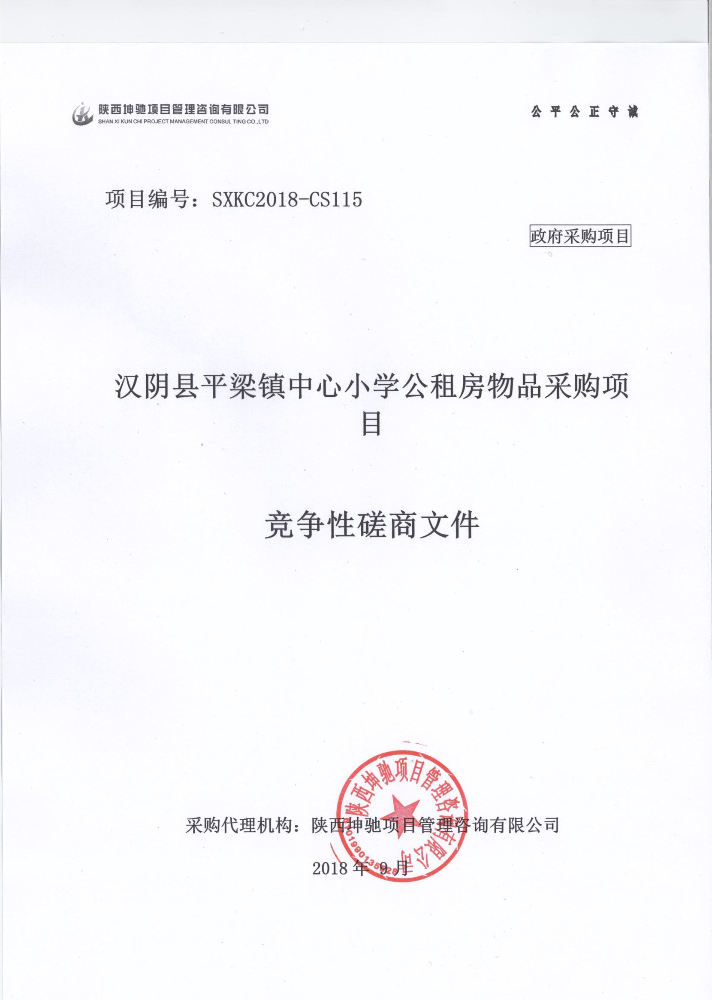 陕西坤驰项目管理咨询有限公司
SHAN XI KUN CHI PROJECT MANAGEMENT CONSUL TING CO.,LTD
公平公正守诚
项目编号：SXKC2018-CS115
政府采购项目
汉阴县平梁镇中心小学公租房物品采购项
目
竞争性磋商文件
陕西坤驰项目管理咨询有限公司
采购代理机构：陕西坤驰项目管理咨询有限公司
2018 年 9 月